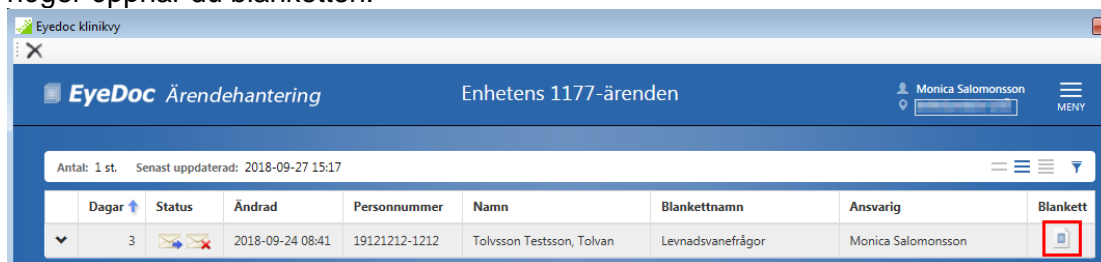 höger öppnar du blanketten.
Eyedoc klinikvy
EyeDoc Ärendehantering
Enhetens 1177-ärenden
Monica Salomonsson
MENY
Antal: 1 st. Senast uppdaterad: 2018-09-27 15:17
Dagar Status Ändrad Personnummer Namn Blankettnamn Ansvarig Blankett
3 2018-09-24 08:41 19121212-1212 Tolvsson Testsson, Tolvan Levnadsvanefrågor Monica Salomonsson